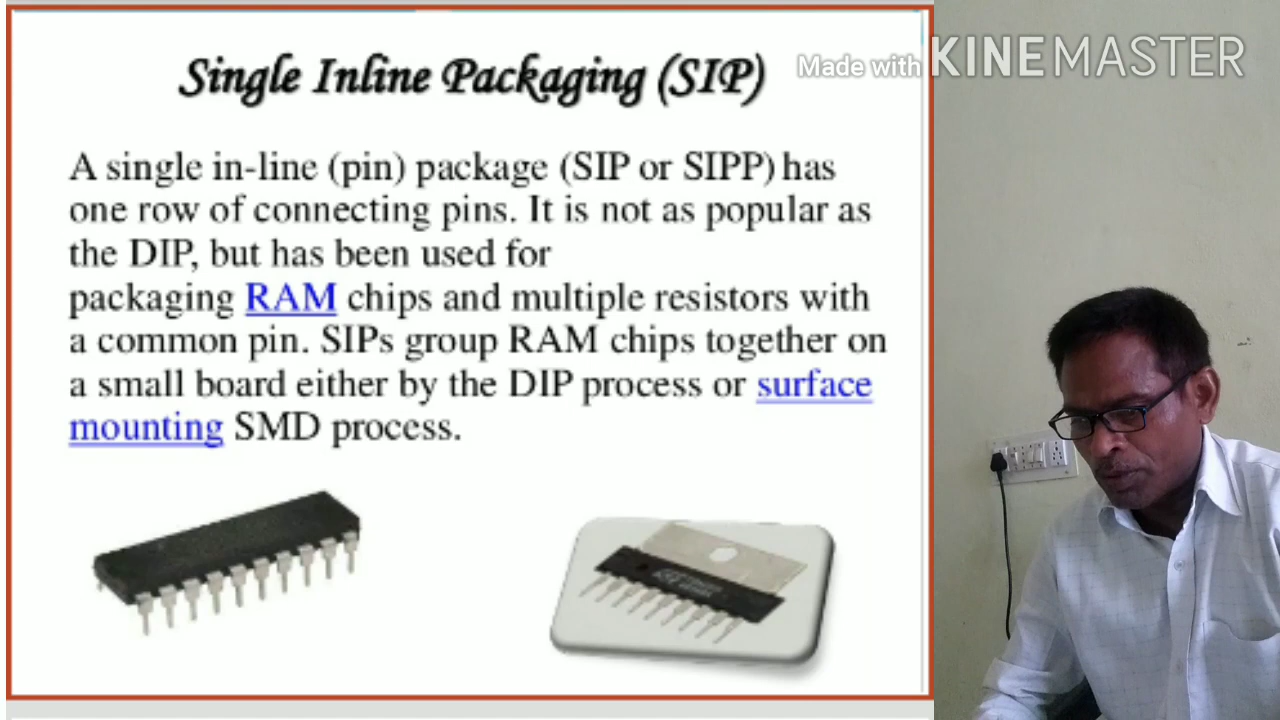 Single Inline Packaging (SIP)
Made with KINEMASTER
A single in-line (pin) package (SIP or SIPP) has
one row of connecting pins. It is not as popular as
the DIP, but has been used for
packaging RAM chips and multiple resistors with
a common pin. SIPs group RAM chips together on
a small board either by the DIP process or surface
mounting SMD process.